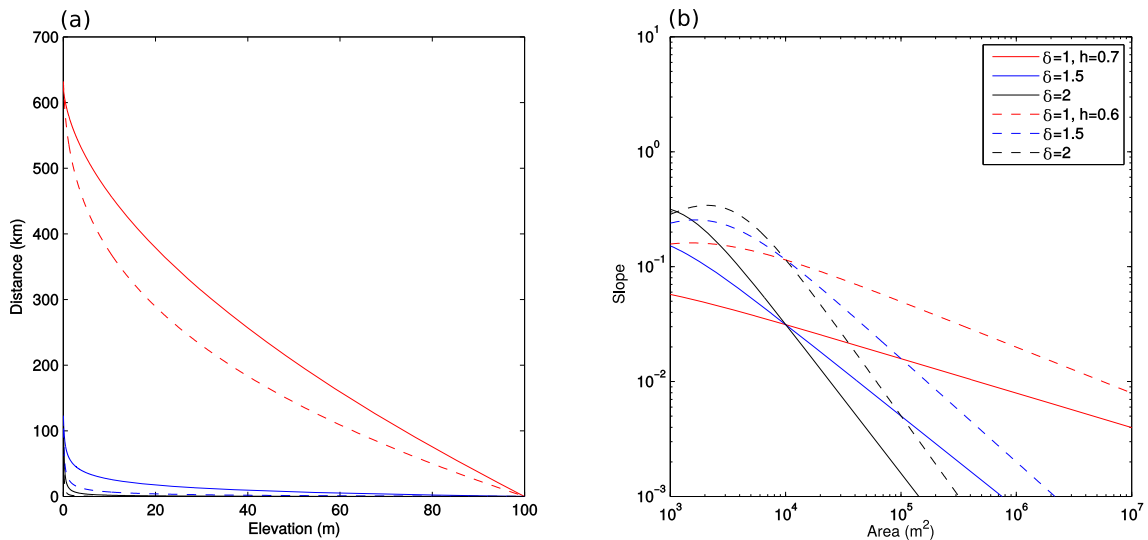 (a)
700
600
500
400
300
200
100
0
0 20 40 60 80 100
Distance (km)
Elevation (m)
(b)
10^1
10^0
10^-1
10^-2
10^-3
10^3 10^4 10^5 10^6 10^7
Slope
Area (m^2)
δ=1, h=0.7
δ=1.5
δ=2
δ=1, h=0.6
δ=1.5
δ=2